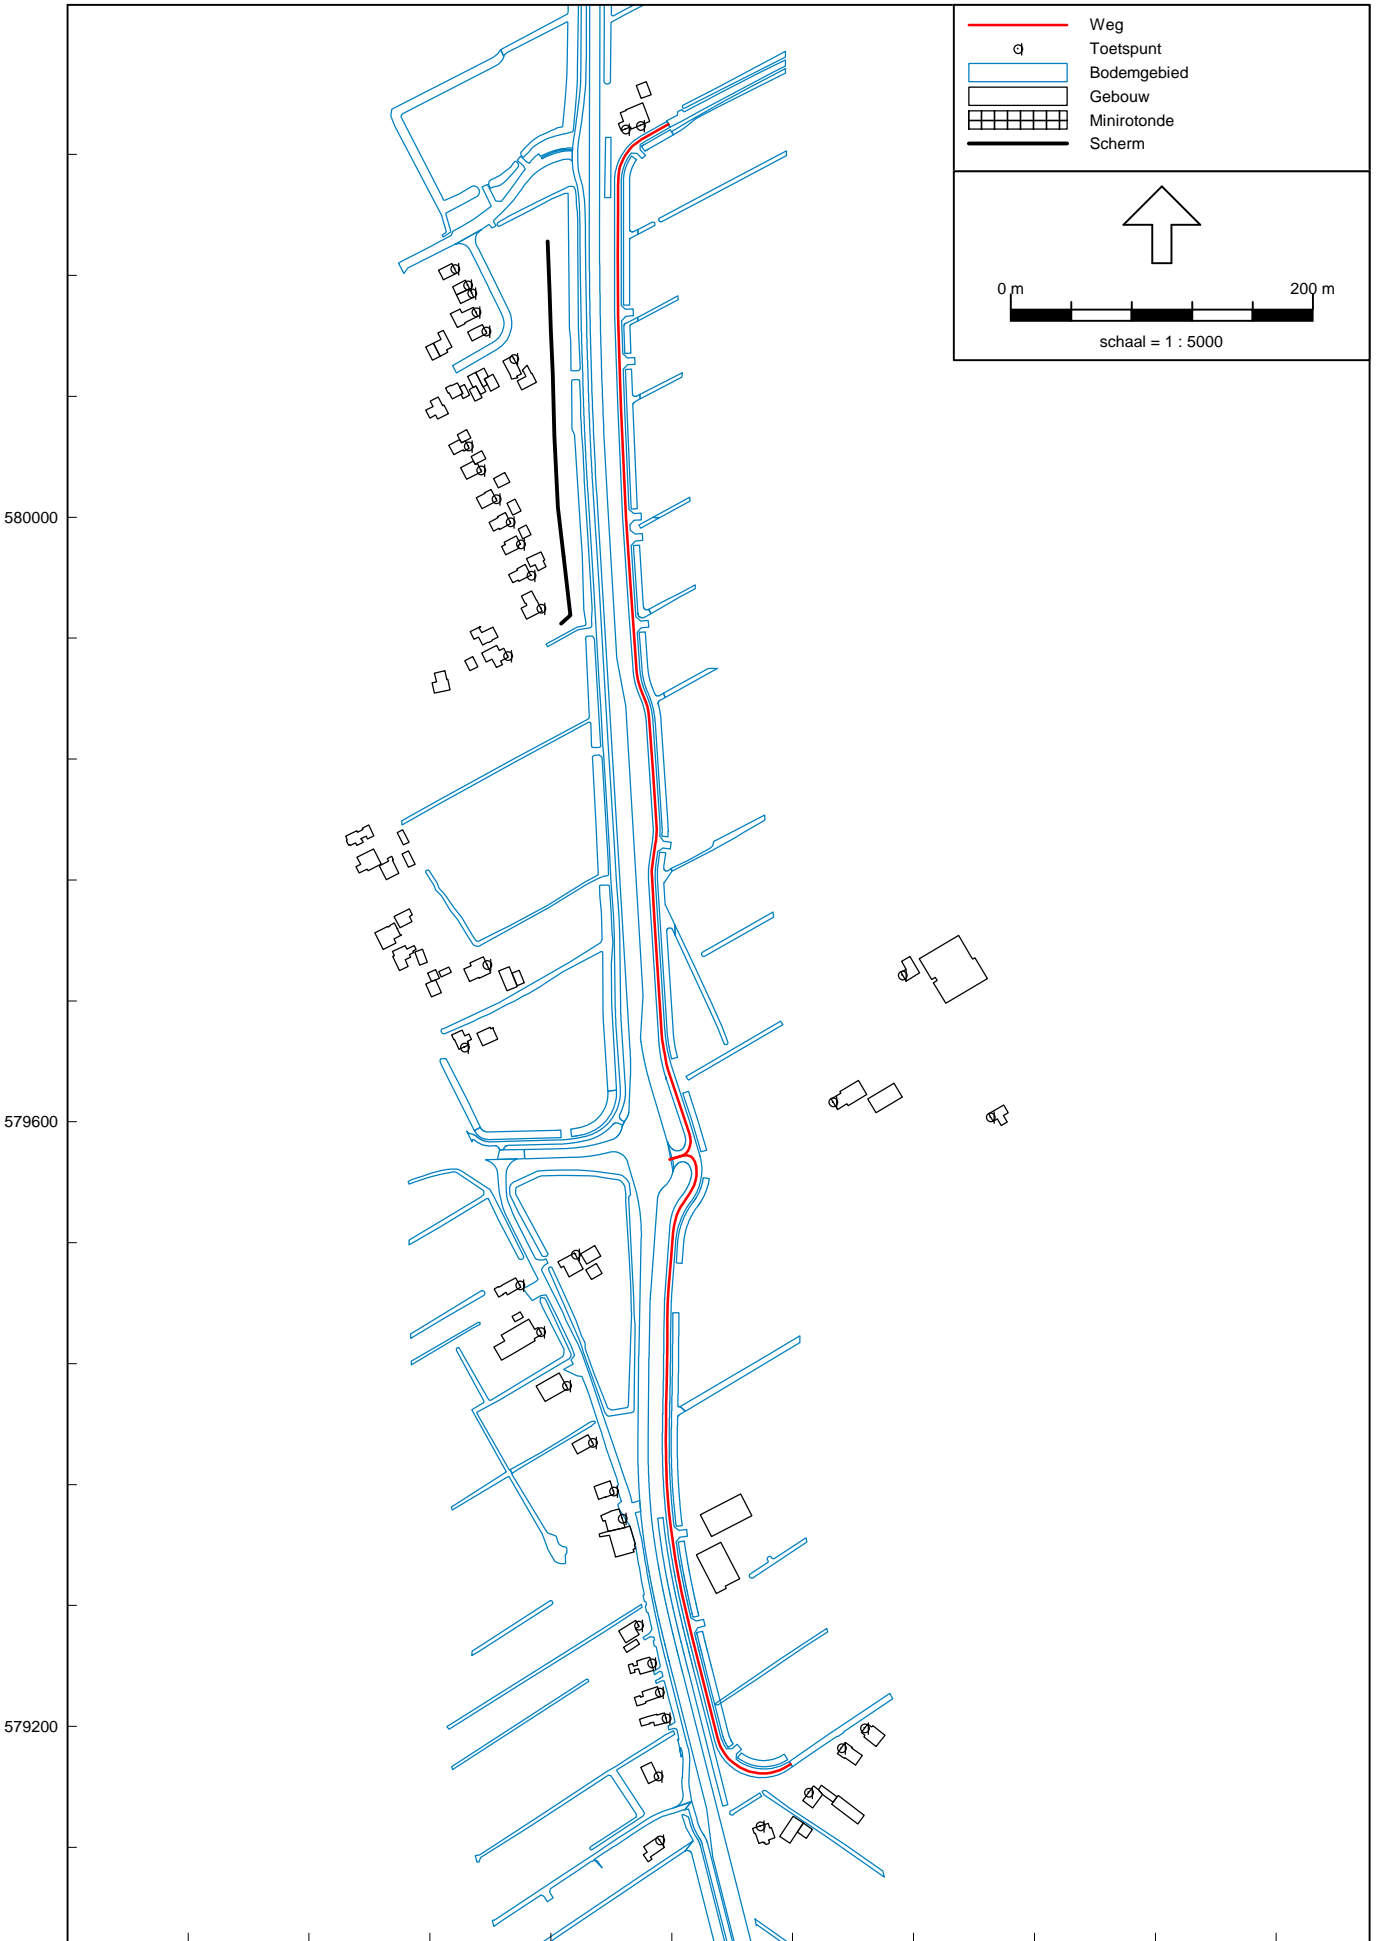 Weg
Toetspunt
Bodemgebied
Gebouw
Minirotonde
Scherm
0 m 200 m
schaal = 1 : 5000
580000
579600
579200